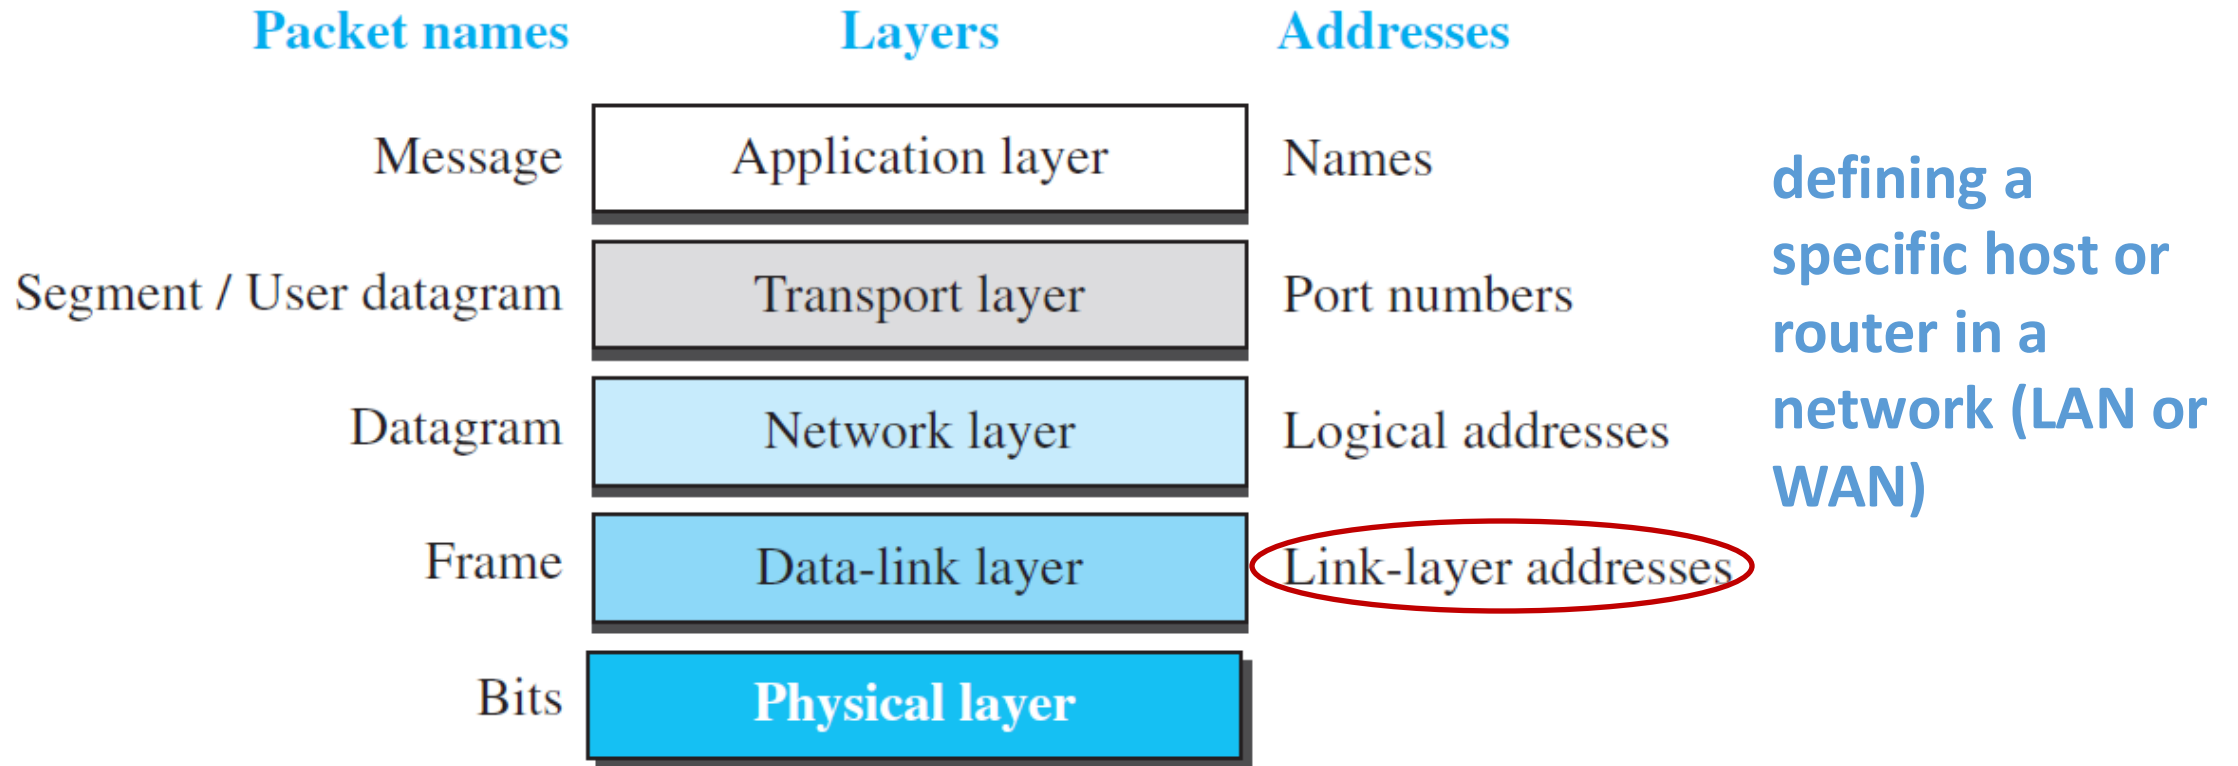 Packet names Layers Addresses
Message Application layer Names
Segment / User datagram Transport layer Port numbers
Datagram Network layer Logical addresses
Frame Data-link layer Link-layer addresses
Bits Physical layer
defining a
specific host or
router in a
network (LAN or
WAN)